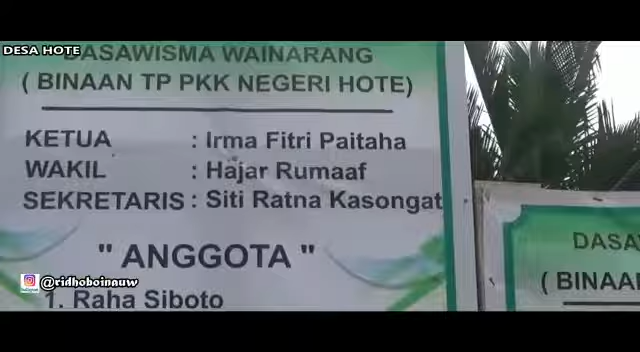 DESA HOTE
DASAWISMA WAINARANG
( BINAAN TP PKK NEGERI HOTE)
KETUA : Irma Fitri Paitaha
WAKIL : Hajar Rumaaf
SEKRETARIS : Siti Ratna Kasongat
" ANGGOTA "
1. Raha Siboto
@ridhoboinauw
DASA
( BINAA